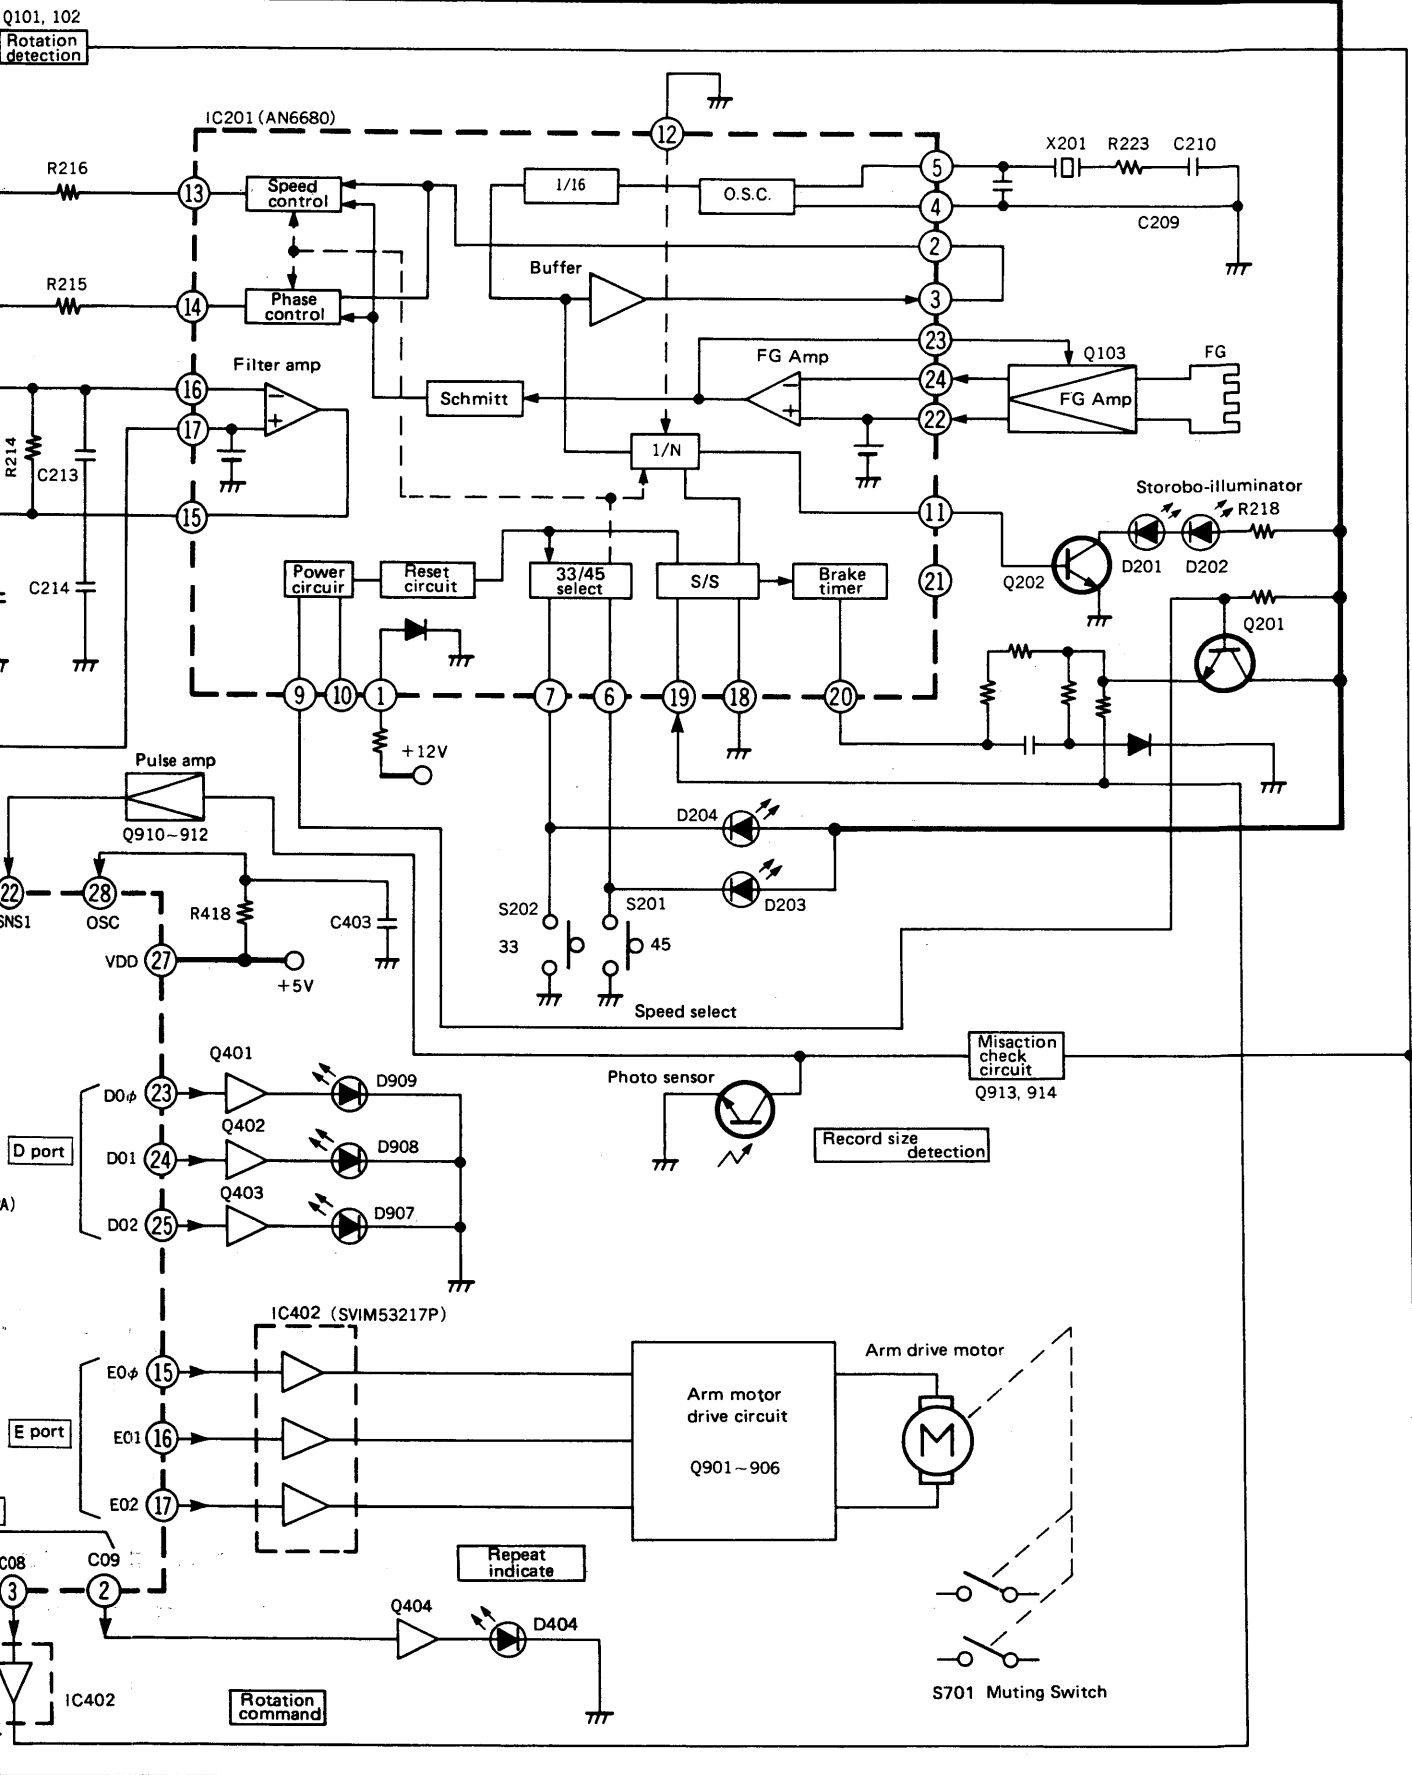 Q101, 102
Rotation
detection
IC201 (AN6680)
12
X201 R223 C210
5
R216
13
Speed
control
1/16
O.S.C.
4
C209
2
Buffer
R215
14
Phase
control
3
23
Filter amp
FG Amp
Q103
FG
16
−
−
24
FG Amp
Schmitt
+
+
22
17
R214
C213
1/N
Storobo-illuminator
R218
15
11
Power
circuir
Reset
circuit
33/45
select
S/S
Brake
timer
21
Q202
D201 D202
C214
Q201
9
10
1
7
6
19
18
20
+12V
Pulse amp
Q910~912
D204
22
28
SNS1
OSC
R418
C403
S202
S201
D203
33
45
VDD
27
+5V
Speed select
Misaction
check
circuit
Q913, 914
Q401
Photo sensor
D0ϕ
23
D909
Q402
Record size
detection
D port
D01
24
D908
Q403
A)
D02
25
D907
IC402 (SVIM53217P)
E0ϕ
15
Arm drive motor
Arm motor
drive circuit
Q901~906
M
E port
E01
16
E02
17
C08
C09
3
2
Repeat
indicate
Q404
D404
IC402
Rotation
command
S701 Muting Switch